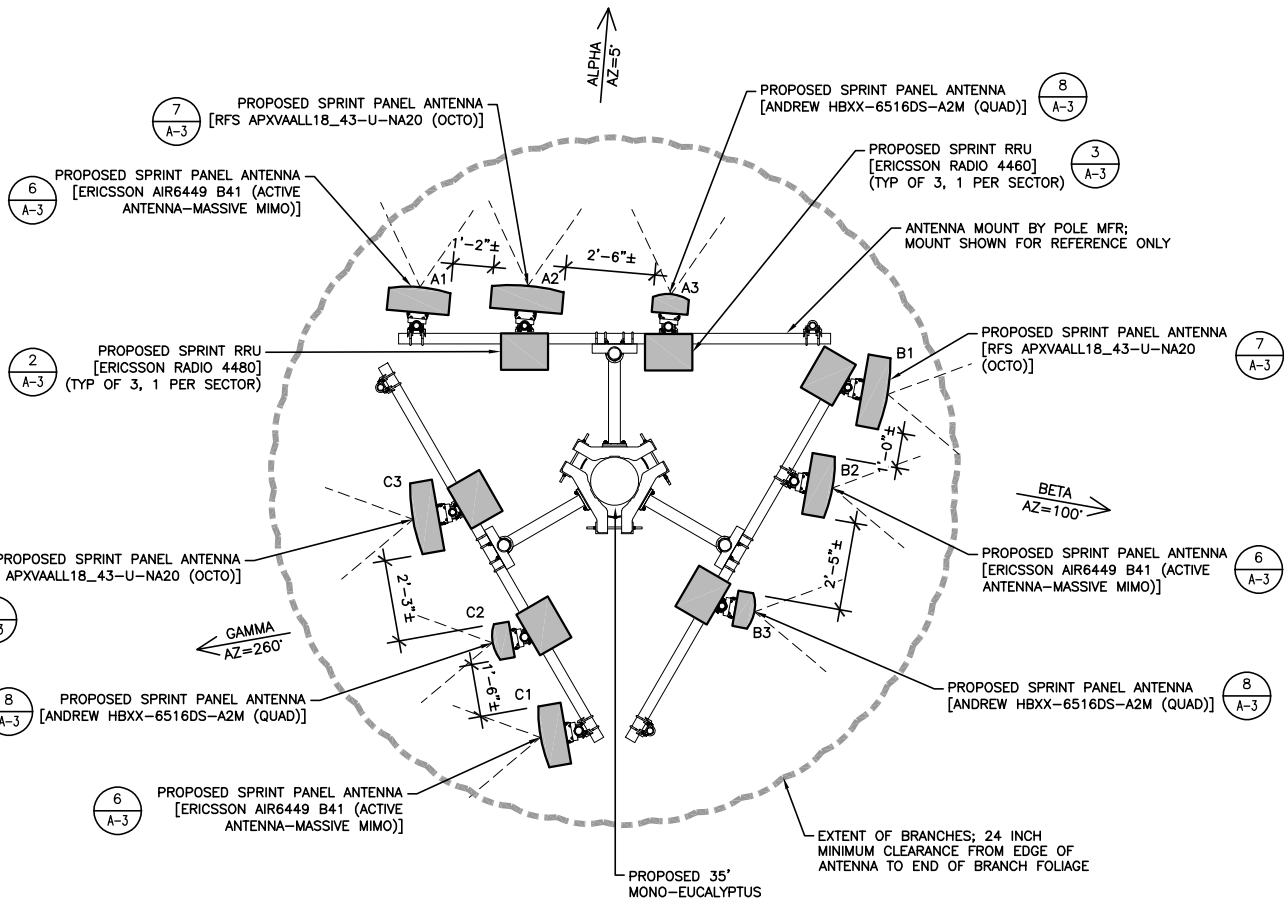 ALPHA
AZ=5°
7
A-3
PROPOSED SPRINT PANEL ANTENNA
[RFS APXVAALL18_43-U-NA20 (OCTO)]
PROPOSED SPRINT PANEL ANTENNA
[ANDREW HBXX-6516DS-A2M (QUAD)]
8
A-3
6
A-3
PROPOSED SPRINT PANEL ANTENNA
[ERICSSON AIR6449 B41 (ACTIVE
ANTENNA-MASSIVE MIMO)]
PROPOSED SPRINT RRU
[ERICSSON RADIO 4460]
(TYP OF 3, 1 PER SECTOR)
3
A-3
ANTENNA MOUNT BY POLE MFR;
MOUNT SHOWN FOR REFERENCE ONLY
1'-2"±
2'-6"±
A1
A2
A3
2
A-3
PROPOSED SPRINT RRU
[ERICSSON RADIO 4480]
(TYP OF 3, 1 PER SECTOR)
B1
PROPOSED SPRINT PANEL ANTENNA
[RFS APXVAALL18_43-U-NA20
(OCTO)]
7
A-3
1'-0"±
B2
C3
BETA
AZ=100°
PROPOSED SPRINT PANEL ANTENNA
APXVAALL18_43-U-NA20 (OCTO)]
2'-3"±
2'-5"±
PROPOSED SPRINT PANEL ANTENNA
[ERICSSON AIR6449 B41 (ACTIVE
ANTENNA-MASSIVE MIMO)]
6
A-3
3
C2
B3
GAMMA
AZ=260°
8
A-3
PROPOSED SPRINT PANEL ANTENNA
[ANDREW HBXX-6516DS-A2M (QUAD)]
1'-6"±
C1
PROPOSED SPRINT PANEL ANTENNA
[ANDREW HBXX-6516DS-A2M (QUAD)]
8
A-3
6
A-3
PROPOSED SPRINT PANEL ANTENNA
[ERICSSON AIR6449 B41 (ACTIVE
ANTENNA-MASSIVE MIMO)]
EXTENT OF BRANCHES; 24 INCH
MINIMUM CLEARANCE FROM EDGE OF
ANTENNA TO END OF BRANCH FOLIAGE
PROPOSED 35'
MONO-EUCALYPTUS